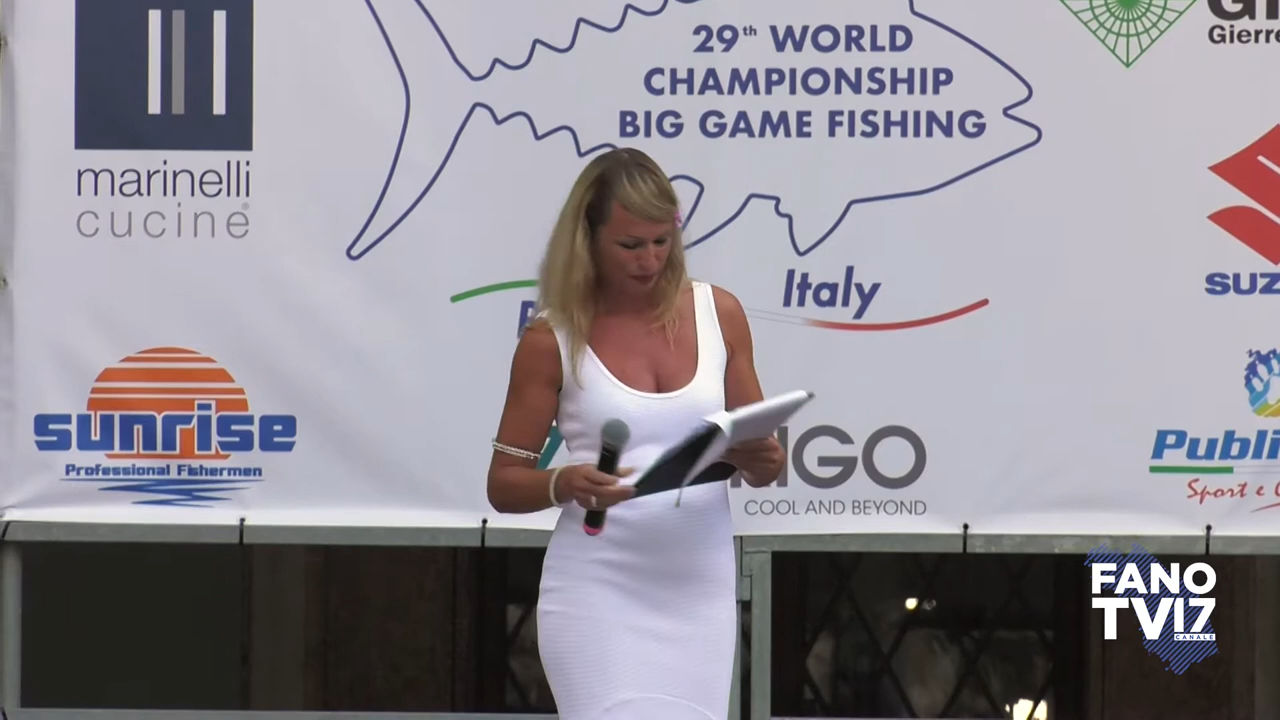 marinelli
cucine
29th WORLD
CHAMPIONSHIP
BIG GAME FISHING
Italy
Gierre
SUZ
sunrise
Professional Fishermen
IGO
COOL AND BEYOND
Publi
Sport e
FANO
TV17
CANALE